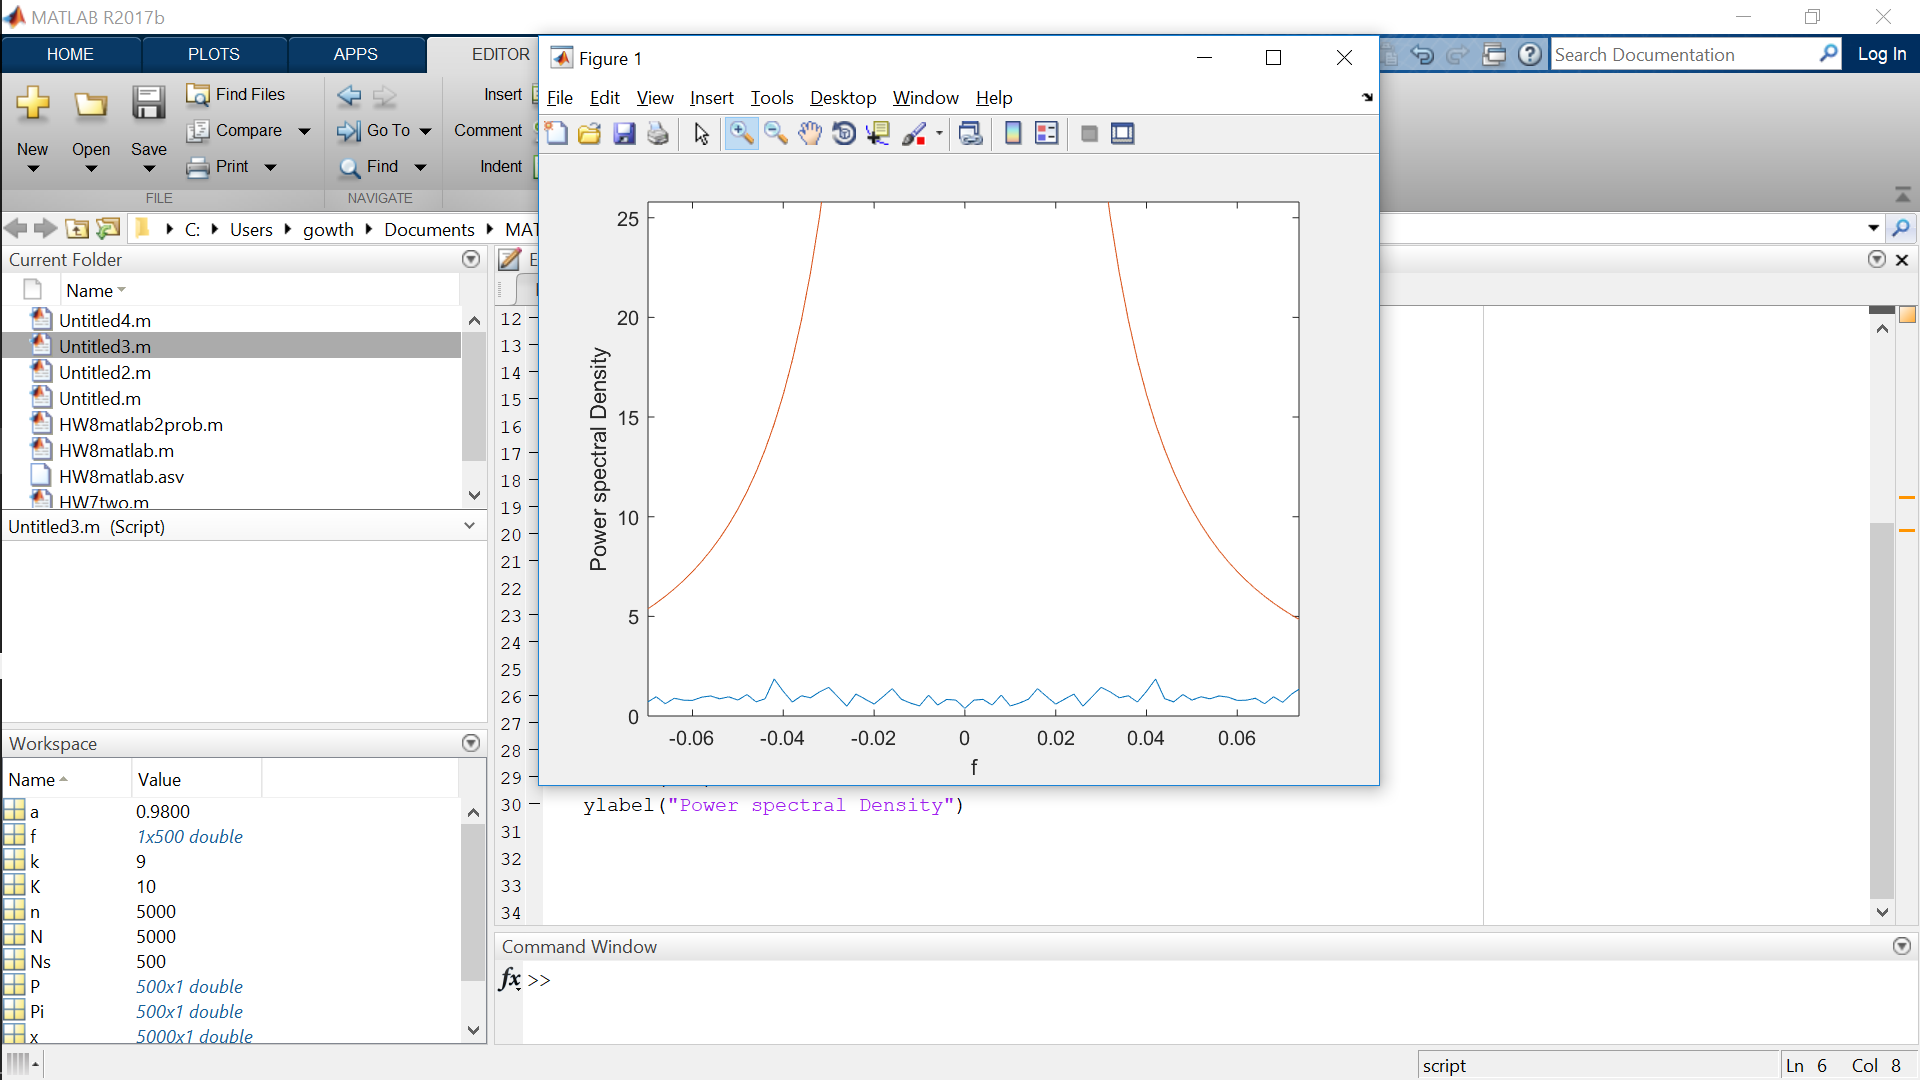 MATLAB R2017b
HOME PLOTS APPS EDITOR
Search Documentation Log In
New Open Save
Find Files
Compare
Print
FILE
Go To
Find
NAVIGATE
Insert
Comment
Indent
C: Users gowth Documents MAT
Current Folder
Name
Untitled4.m
Untitled3.m
Untitled2.m
Untitled.m
HW8matlab2prob.m
HW8matlab.m
HW8matlab.asv
HW7two.m
Untitled3.m (Script)
Workspace
Name Value
a 0.9800
f 1x500 double
k 9
K 10
n 5000
N 5000
Ns 500
P 500x1 double
Pi 500x1 double
x 5000x1 double
Figure 1
File Edit View Insert Tools Desktop Window Help
25
20
15
10
5
0
Power spectral Density
-0.06 -0.04 -0.02 0 0.02 0.04 0.06
f
12
13
14
15
16
17
18
19
20
21
22
23
24
25
26
27
28
29
30 ylabel("Power spectral Density")
31
32
33
34
Command Window
fx >>
script Ln 6 Col 8